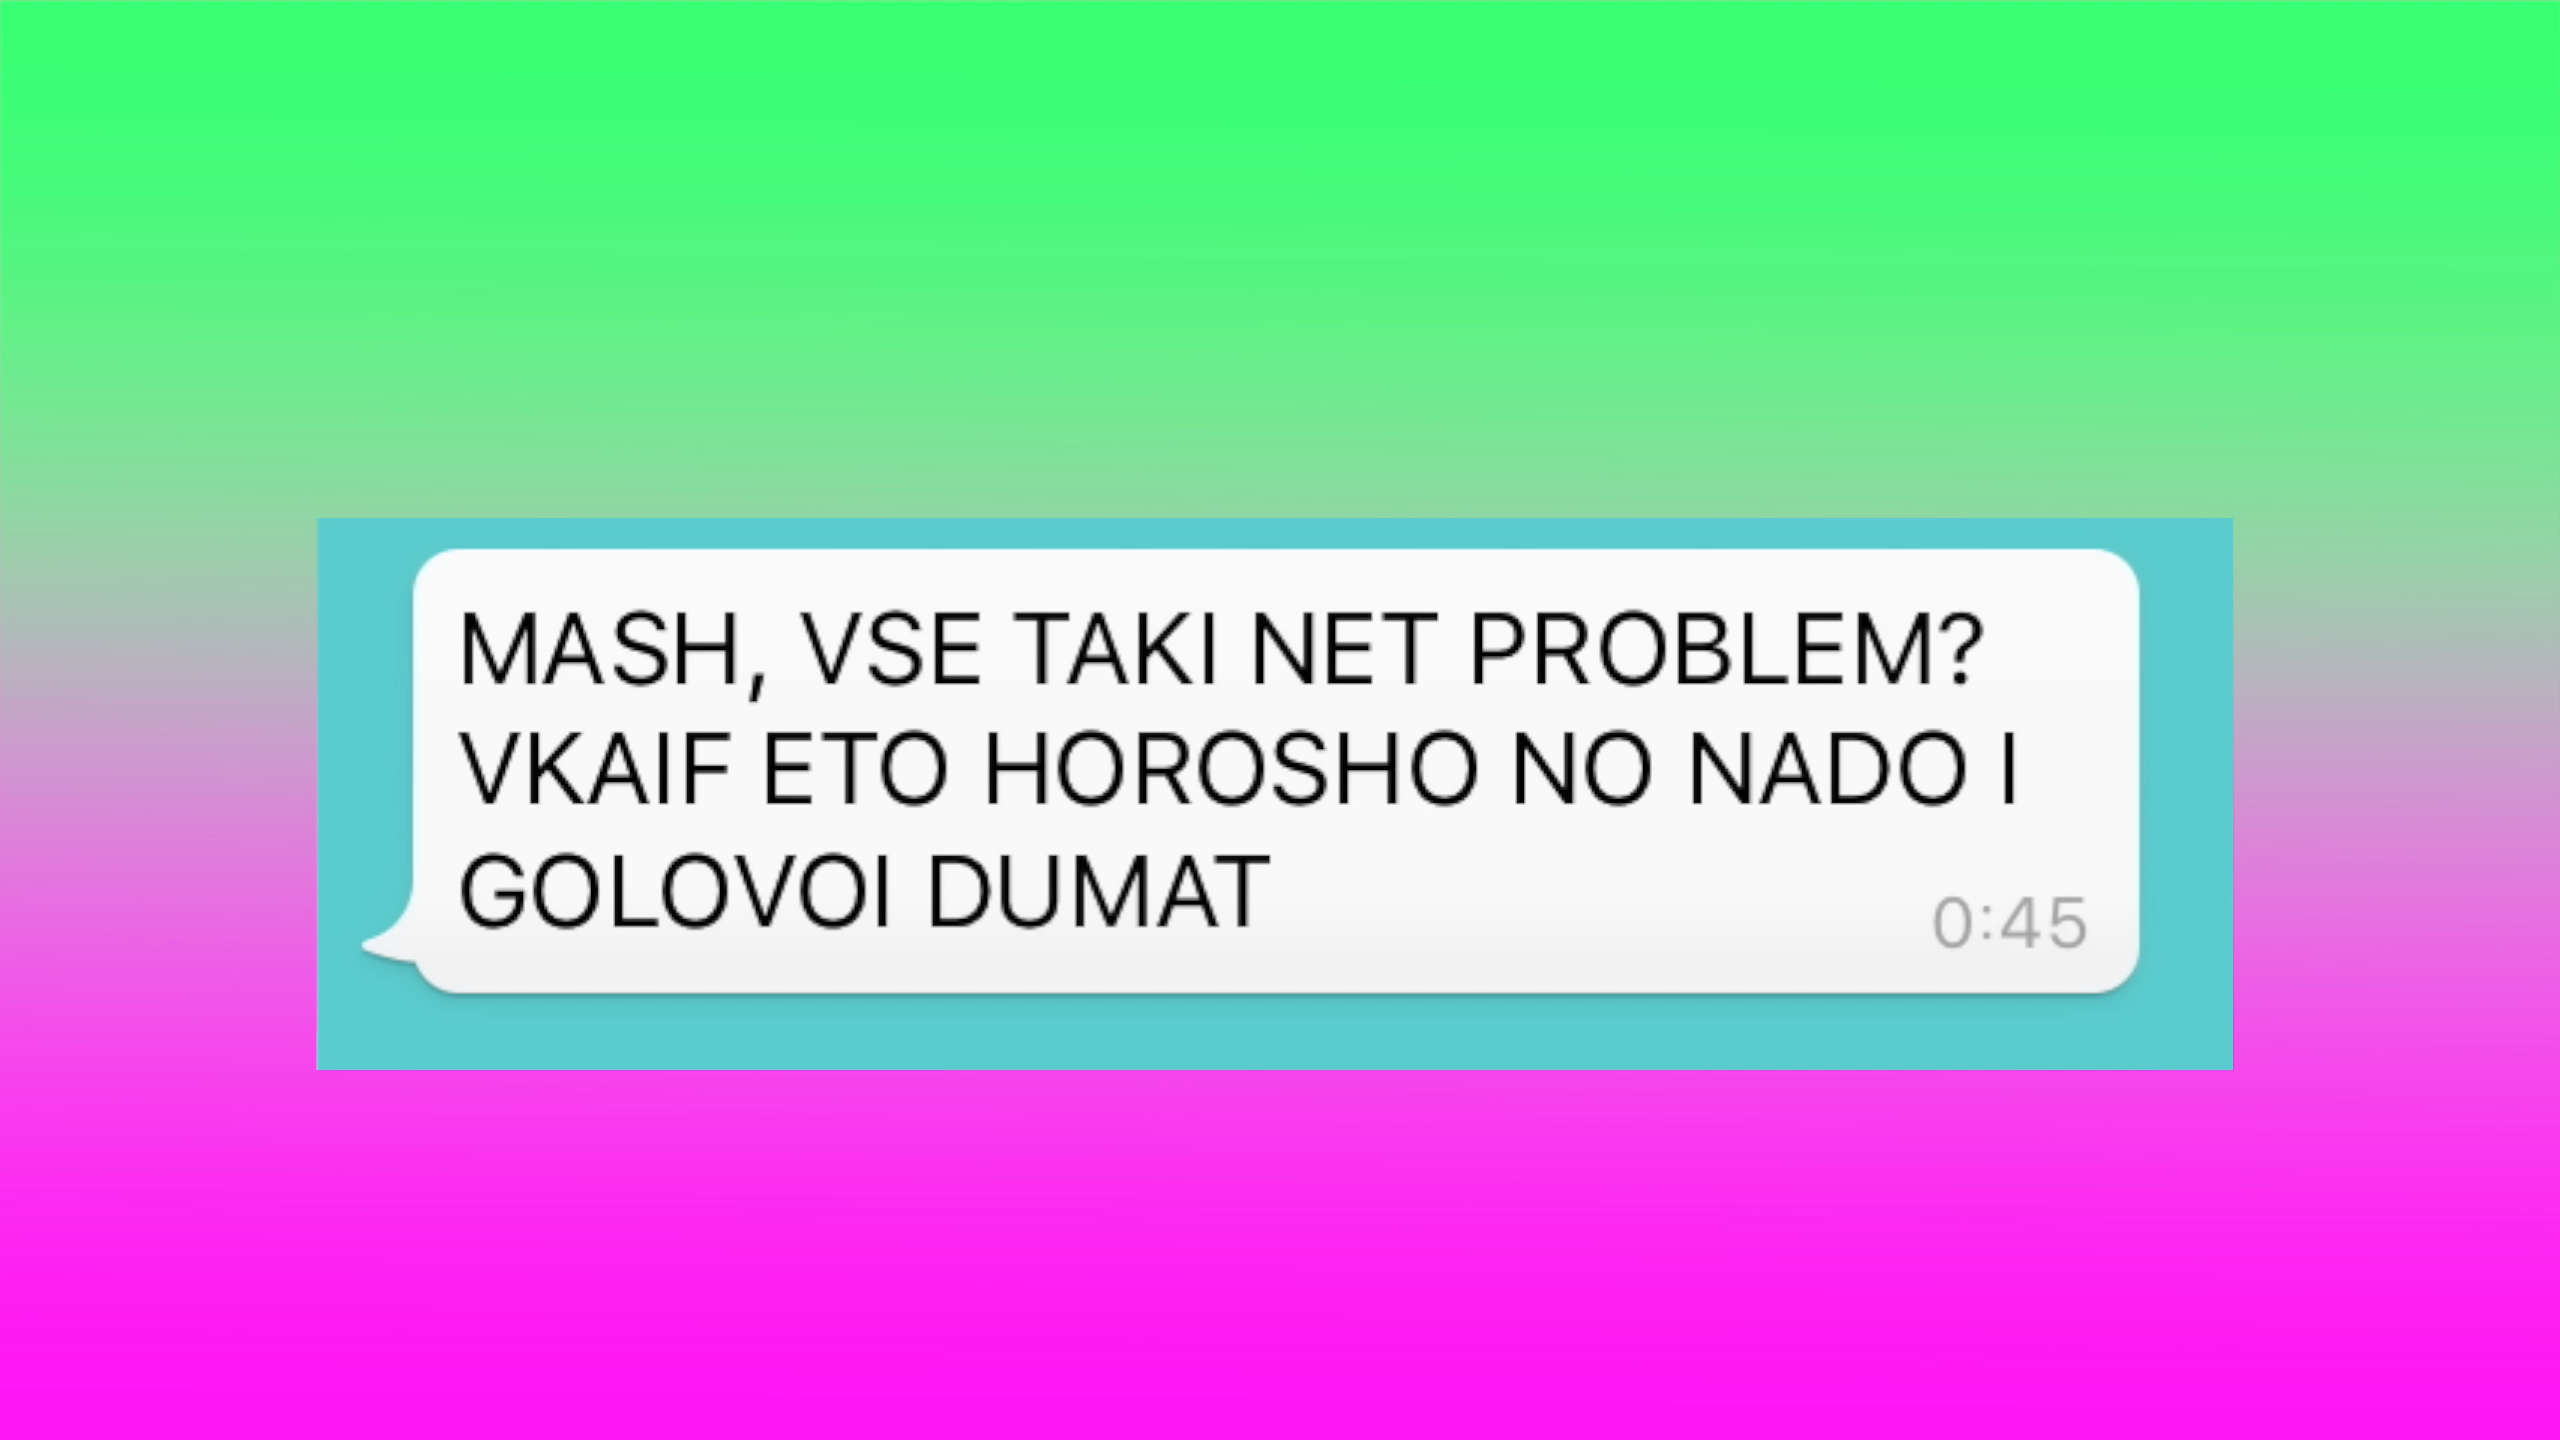 MASH, VSE TAKI NET PROBLEM?
VKAIF ETO HOROSHO NO NADO I
GOLOVOI DUMAT
0:45